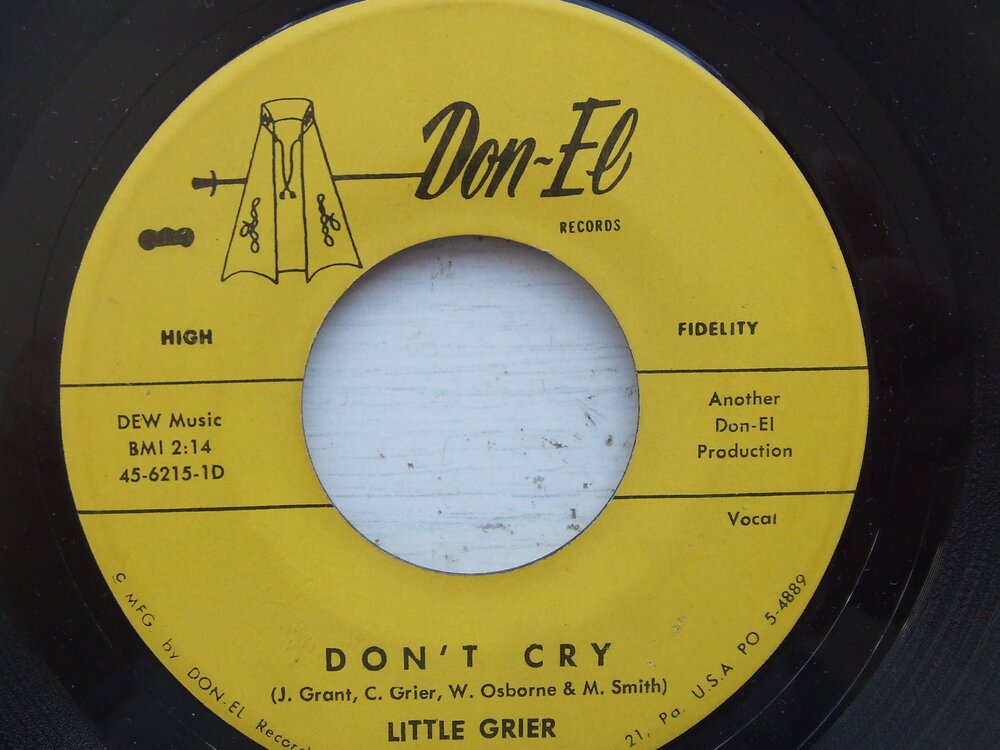 Don-El
RECORDS
HIGH FIDELITY
DEW Music
BMI 2:14
45-6215-1D
Another
Don-El
Production
Vocal
DON'T CRY
(J. Grant, C. Grier, W. Osborne & M. Smith)
LITTLE GRIER
C MFG. by DON-EL
21, Pa. U.S.A PO 5-4889